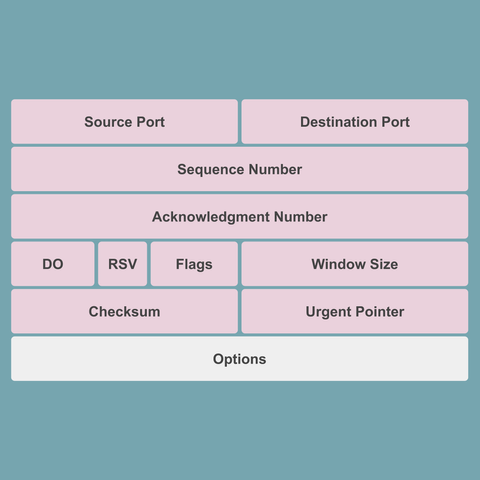 Source Port Destination Port
Sequence Number
Acknowledgment Number
DO RSV Flags Window Size
Checksum Urgent Pointer
Options